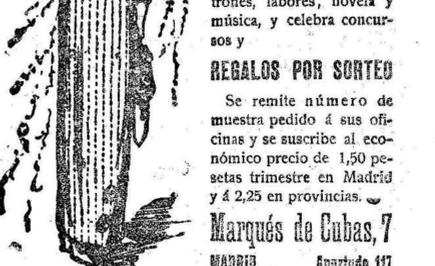 trones, labores, novela y
música, y celebra concur-
sos y
REGALOS POR SORTEO
Se remite número de
muestra pedido á sus ofi-
cinas y se suscribe al eco-
nómico precio de 1,50 pe-
setas trimestre en Madrid
y á 2,25 en provincias.
Marqués de Cubas, 7
MADRID Apartado 117